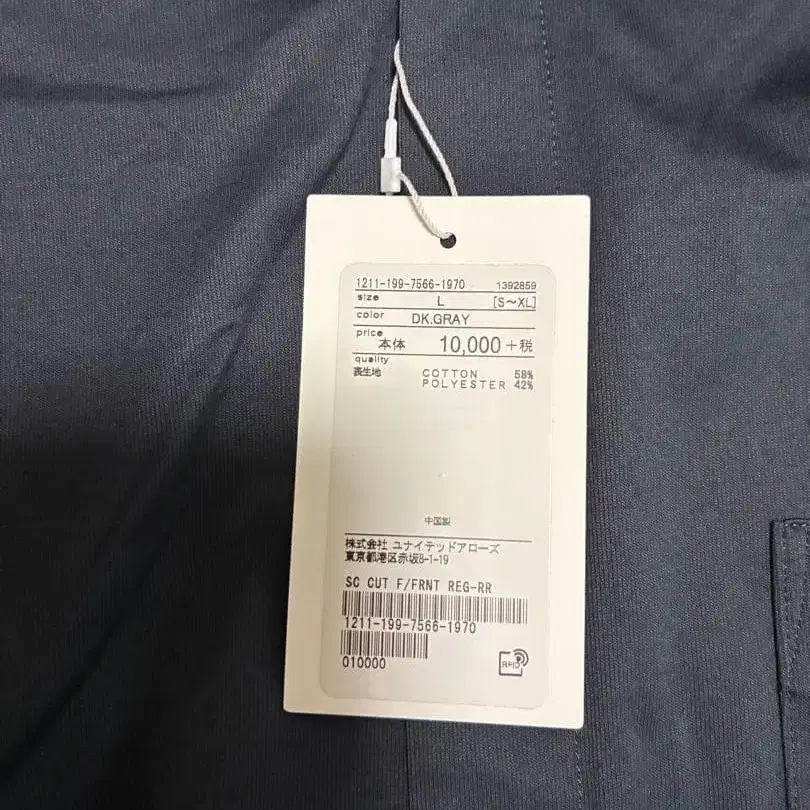 1211-199-7566-1970 1392859
size L [S～XL]
color DK.GRAY
price 本体 10,000 +税
quality
表生地 COTTON 58%
POLYESTER 42%
中国製
株式会社 ユナイテッドアローズ
東京都港区赤坂8-1-19
SC CUT F/FRNT REG-RR
1211-199-7566-1970
010000
RFID